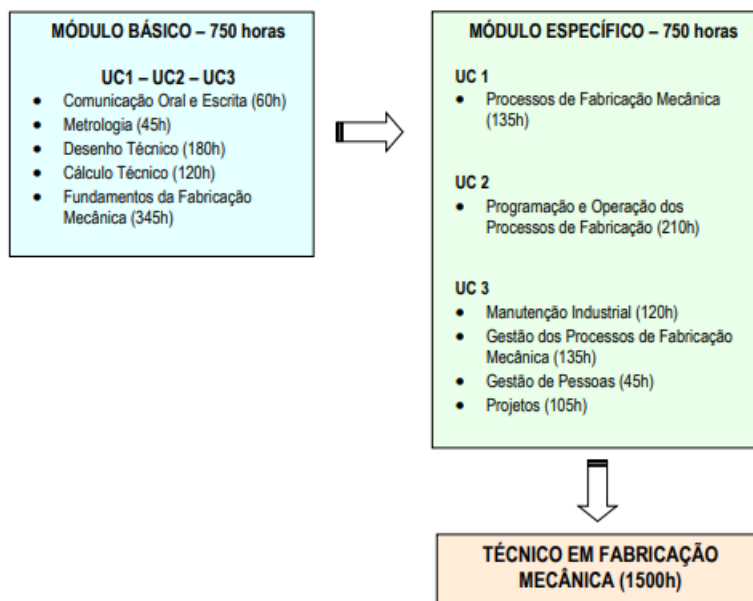 MÓDULO BÁSICO – 750 horas
UC1 – UC2 – UC3
• Comunicação Oral e Escrita (60h)
• Metrologia (45h)
• Desenho Técnico (180h)
• Cálculo Técnico (120h)
• Fundamentos da Fabricação
Mecânica (345h)
MÓDULO ESPECÍFICO – 750 horas
UC 1
• Processos de Fabricação Mecânica
(135h)
UC 2
• Programação e Operação dos
Processos de Fabricação (210h)
UC 3
• Manutenção Industrial (120h)
• Gestão dos Processos de Fabricação
Mecânica (135h)
• Gestão de Pessoas (45h)
• Projetos (105h)
TÉCNICO EM FABRICAÇÃO
MECÂNICA (1500h)